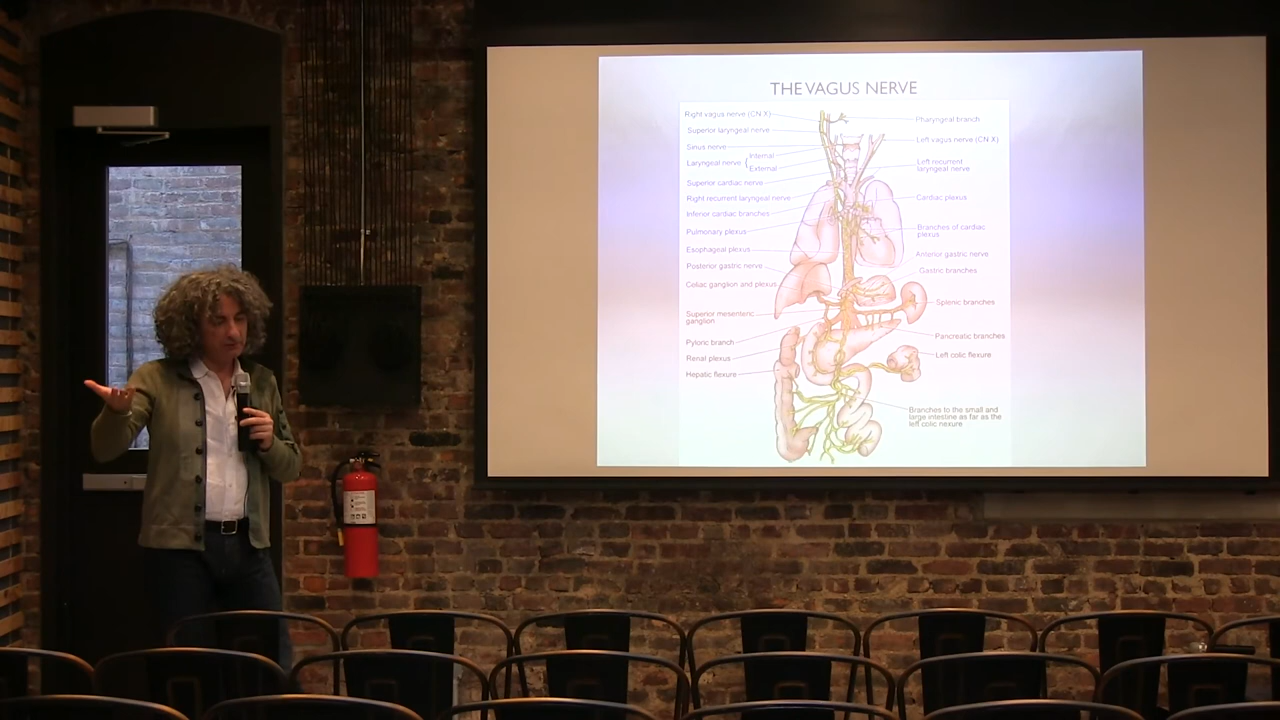 THE VAGUS NERVE
Right vagus nerve (CN X)
Superior laryngeal nerve
Sinus nerve
Laryngeal nerve { Internal
External
Superior cardiac nerve
Right recurrent laryngeal nerve
Inferior cardiac branches
Pulmonary plexus
Esophageal plexus
Posterior gastric nerve
Celiac ganglion and plexus
Superior mesenteric
ganglion
Pyloric branch
Renal plexus
Hepatic flexure
Pharyngeal branch
Left vagus nerve (CN X)
Left recurrent
laryngeal nerve
Cardiac plexus
Branches of cardiac
plexus
Anterior gastric nerve
Gastric branches
Splenic branches
Pancreatic branches
Left colic flexure
Branches to the small and
large intestine as far as the
left colic flexure